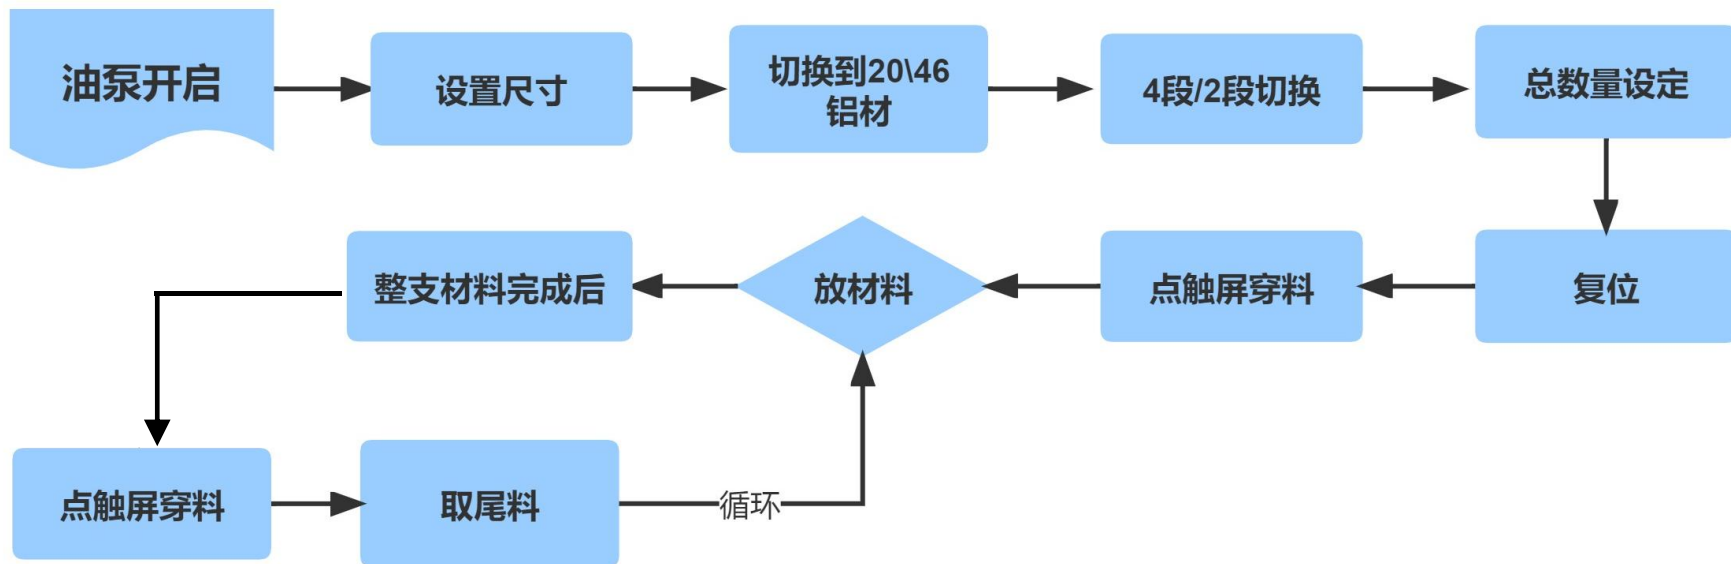 油泵开启
设置尺寸
切换到20\46
铝材
4段/2段切换
总数量设定
复位
点触屏穿料
放材料
整支材料完成后
点触屏穿料
取尾料
循环